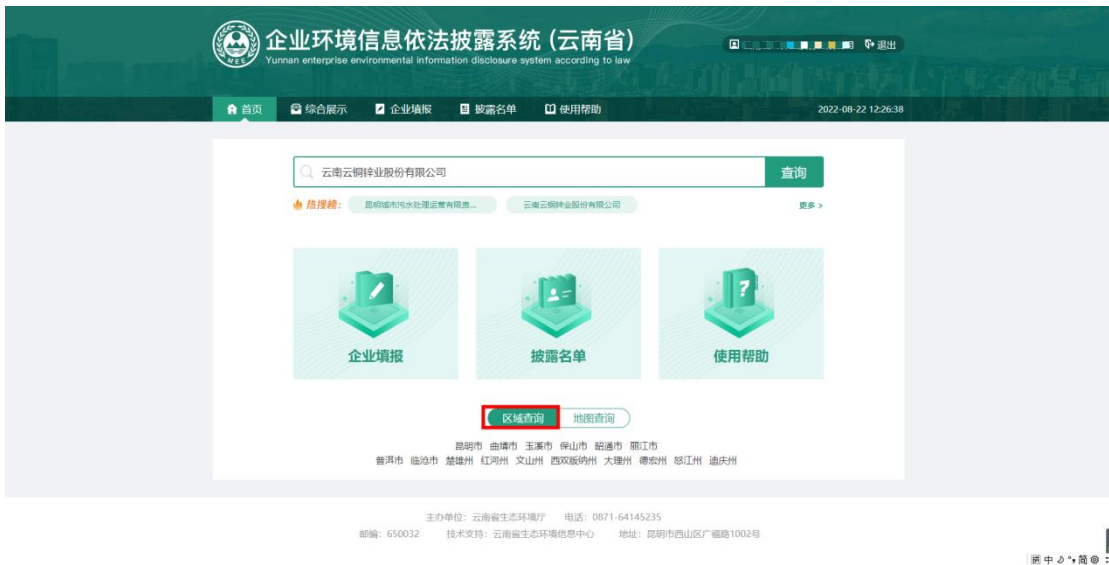 企业环境信息依法披露系统 (云南省)
Yunnan enterprise environmental information disclosure system according to law
退出
首页 综合展示 企业填报 披露名单 使用帮助 2022-08-22 12:26:38
云南云铜锌业股份有限公司 查询
热搜榜： 昆明城市污水处理运营有限责... 云南云铜锌业股份有限公司 更多 >
企业填报 披露名单 使用帮助
区域查询 地图查询
昆明市 曲靖市 玉溪市 保山市 昭通市 丽江市
普洱市 临沧市 楚雄州 红河州 文山州 西双版纳州 大理州 德宏州 怒江州 迪庆州
主办单位：云南省生态环境厅 电话：0871-64145235
邮编：650032 技术支持：云南省生态环境信息中心 地址：昆明市西山区广福路1002号
中 简